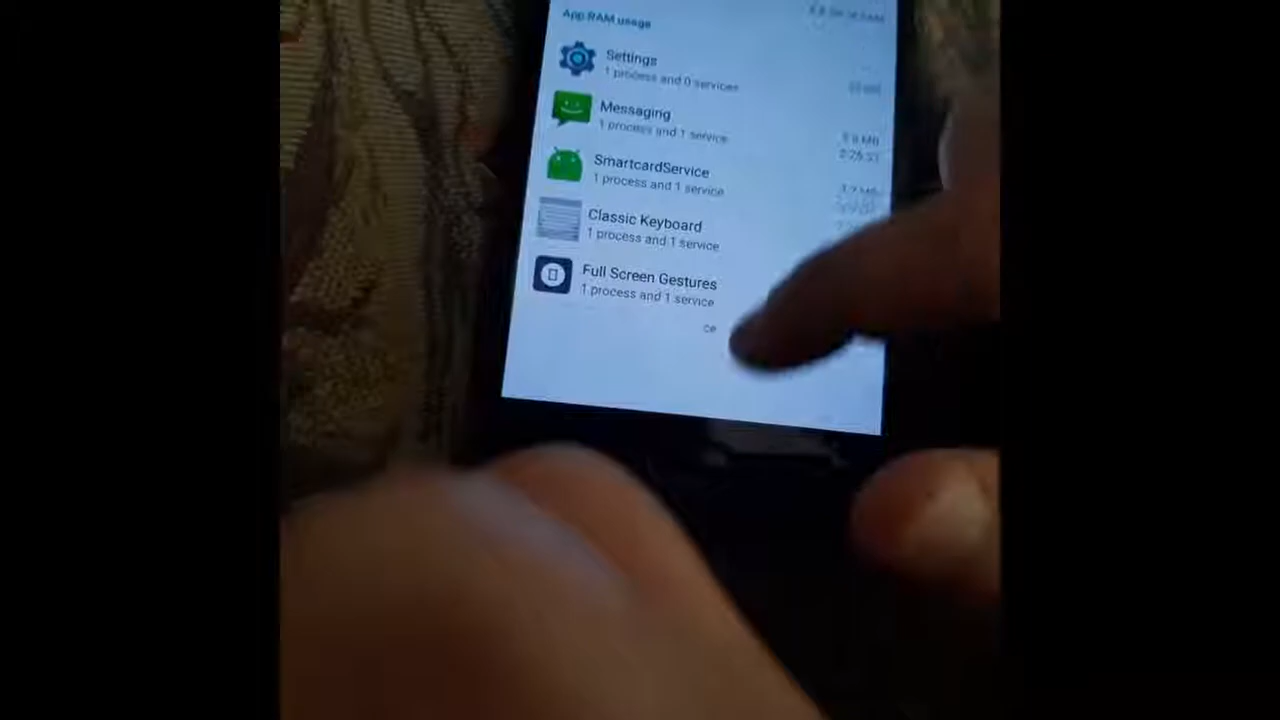 App RAM usage
Settings
1 process and 0 services
Messaging
1 process and 1 service
SmartcardService
1 process and 1 service
Classic Keyboard
1 process and 1 service
Full Screen Gestures
1 process and 1 service
ce